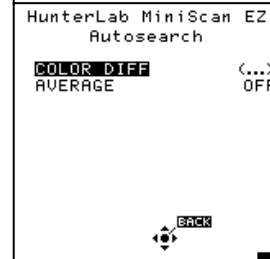 HunterLab MiniScan EZ
Autosearch
COLOR DIFF (...)
AVERAGE OFF
BACK